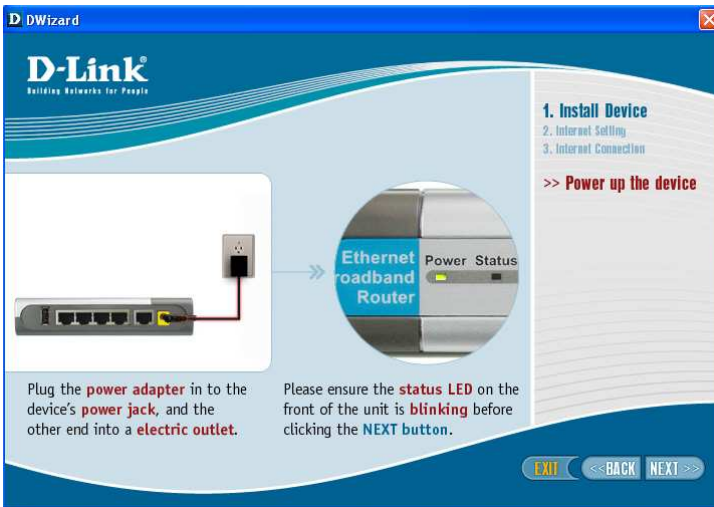 DWizard
D-Link
Building Networks for People
1. Install Device
2. Internet Setting
3. Internet Connection
>> Power up the device
Ethernet
roadband
Router
Power Status
Plug the power adapter in to the
device's power jack, and the
other end into a electric outlet.
Please ensure the status LED on the
front of the unit is blinking before
clicking the NEXT button.
EXIT <<BACK NEXT>>